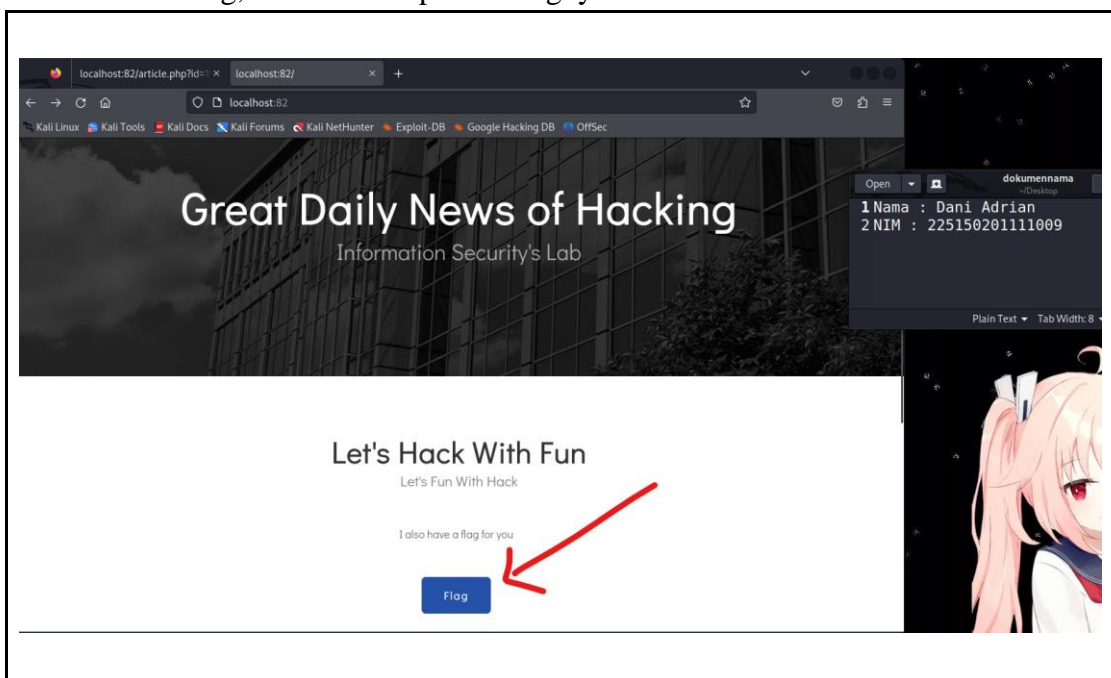 localhost:82/article.php?id=1
localhost:82/
localhost:82
Kali Linux Kali Tools Kali Docs Kali Forums Kali NetHunter Exploit-DB Google Hacking DB OffSec
Great Daily News of Hacking
Information Security's Lab
Open
dokumennama
~/Desktop
1 Nama : Dani Adrian
2 NIM : 225150201111009
Plain Text Tab Width: 8
Let's Hack With Fun
Let's Fun With Hack
I also have a flag for you
Flag